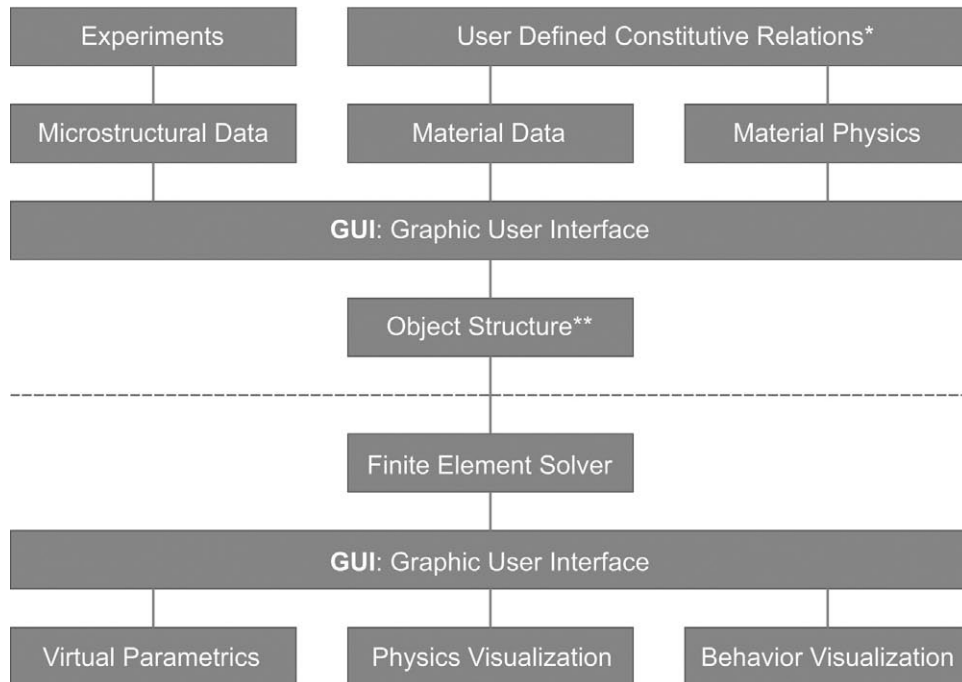 Experiments
User Defined Constitutive Relations*
Microstructural Data
Material Data
Material Physics
GUI: Graphic User Interface
Object Structure**
Finite Element Solver
GUI: Graphic User Interface
Virtual Parametrics
Physics Visualization
Behavior Visualization